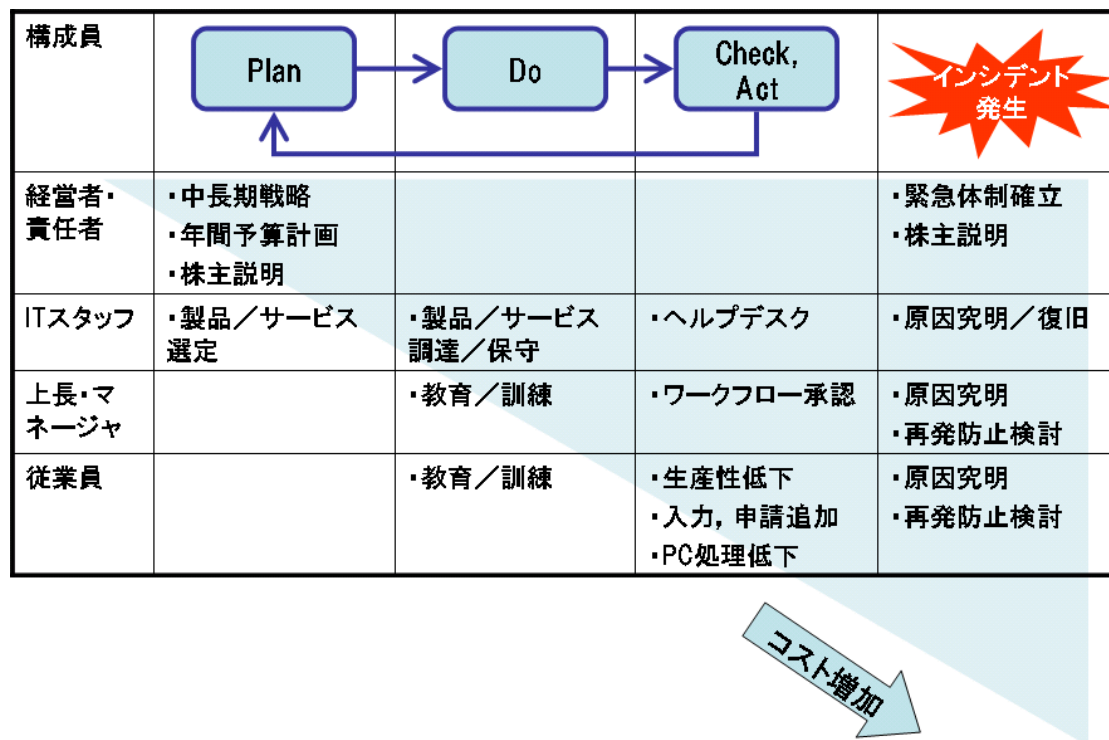 構成員
Plan
Do
Check,
Act
インシデント
発生
経営者・
責任者
・中長期戦略
・年間予算計画
・株主説明
・緊急体制確立
・株主説明
ITスタッフ
・製品／サービス
選定
・製品／サービス
調達／保守
・ヘルプデスク
・原因究明／復旧
上長・マ
ネージャ
・教育／訓練
・ワークフロー承認
・原因究明
・再発防止検討
従業員
・教育／訓練
・生産性低下
・入力，申請追加
・PC処理低下
・原因究明
・再発防止検討
コスト増加